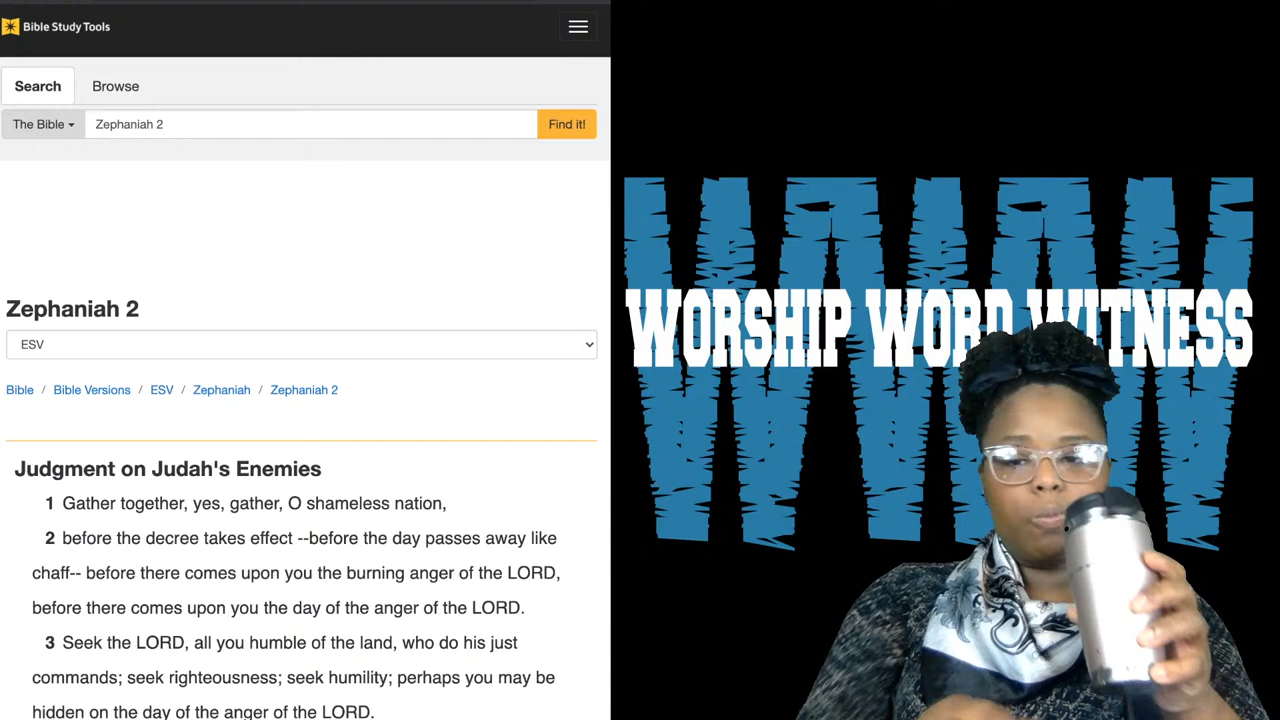 Bible Study Tools
Search Browse
The Bible Zephaniah 2 Find it!
Zephaniah 2
ESV
Bible / Bible Versions / ESV / Zephaniah / Zephaniah 2
Judgment on Judah's Enemies
1 Gather together, yes, gather, O shameless nation,
2 before the decree takes effect --before the day passes away like
chaff-- before there comes upon you the burning anger of the LORD,
before there comes upon you the day of the anger of the LORD.
3 Seek the LORD, all you humble of the land, who do his just
commands; seek righteousness; seek humility; perhaps you may be
hidden on the day of the anger of the LORD.
WWW
WORSHIP WORD WITNESS